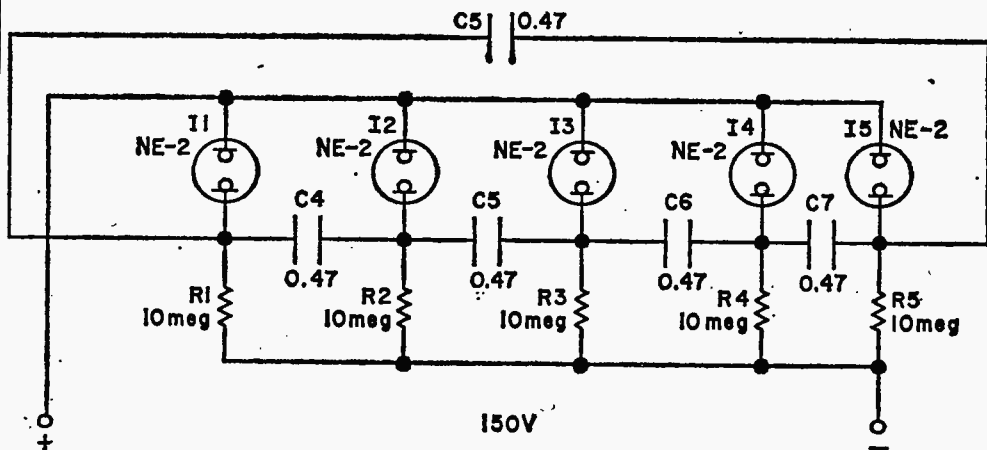 C5 0.47
I1 I2 I3 I4 I5 NE-2
NE-2 NE-2 NE-2 NE-2
C4 C5 C6 C7
0.47 0.47 0.47 0.47
R1 R2 R3 R4 R5
10meg 10meg 10meg 10meg 10meg
150V
+ −